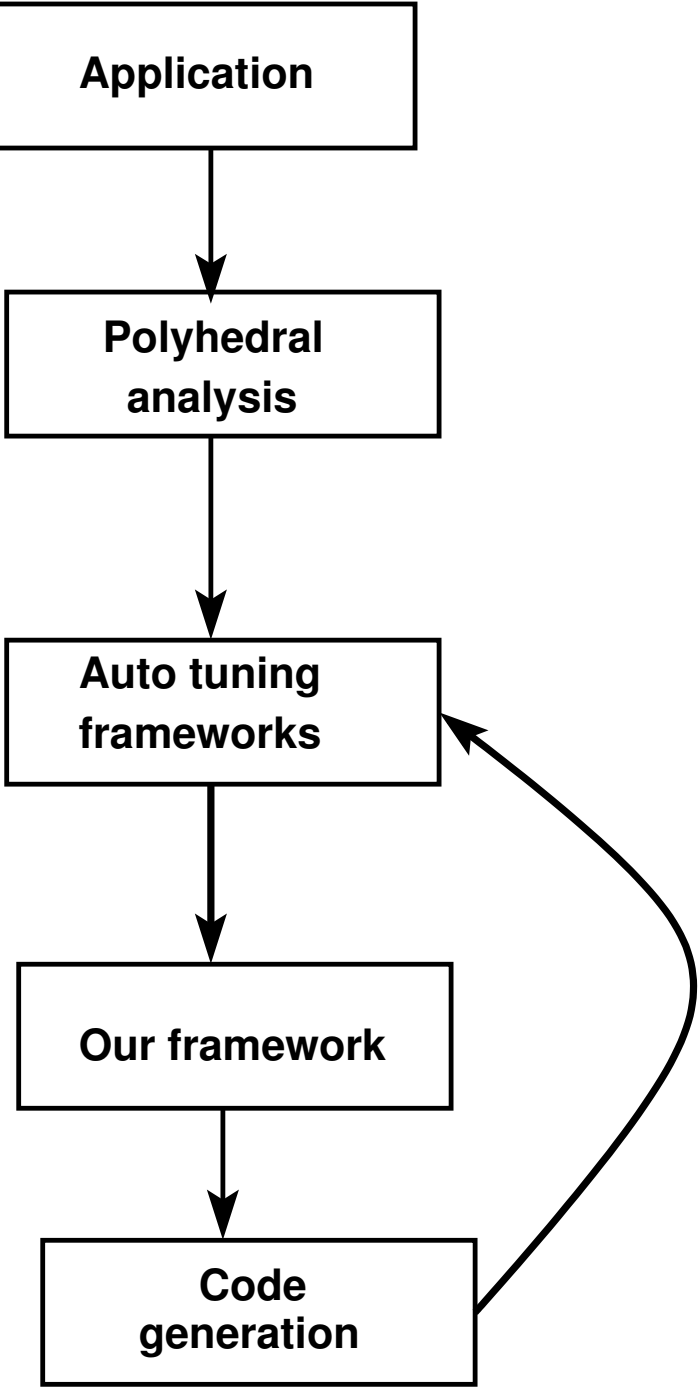 Application
Polyhedral
analysis
Auto tuning
frameworks
Our framework
Code
generation